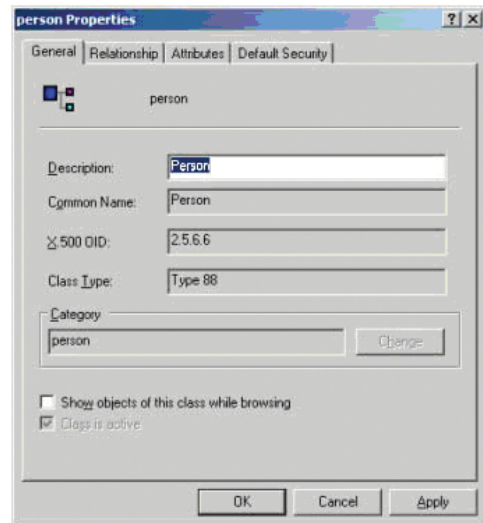 person Properties
General Relationship Attributes Default Security
person
Description: Person
Common Name: Person
X.500 OID: 2.5.6.6
Class Type: Type 88
Category
person Change
Show objects of this class while browsing
Class is active
OK Cancel Apply